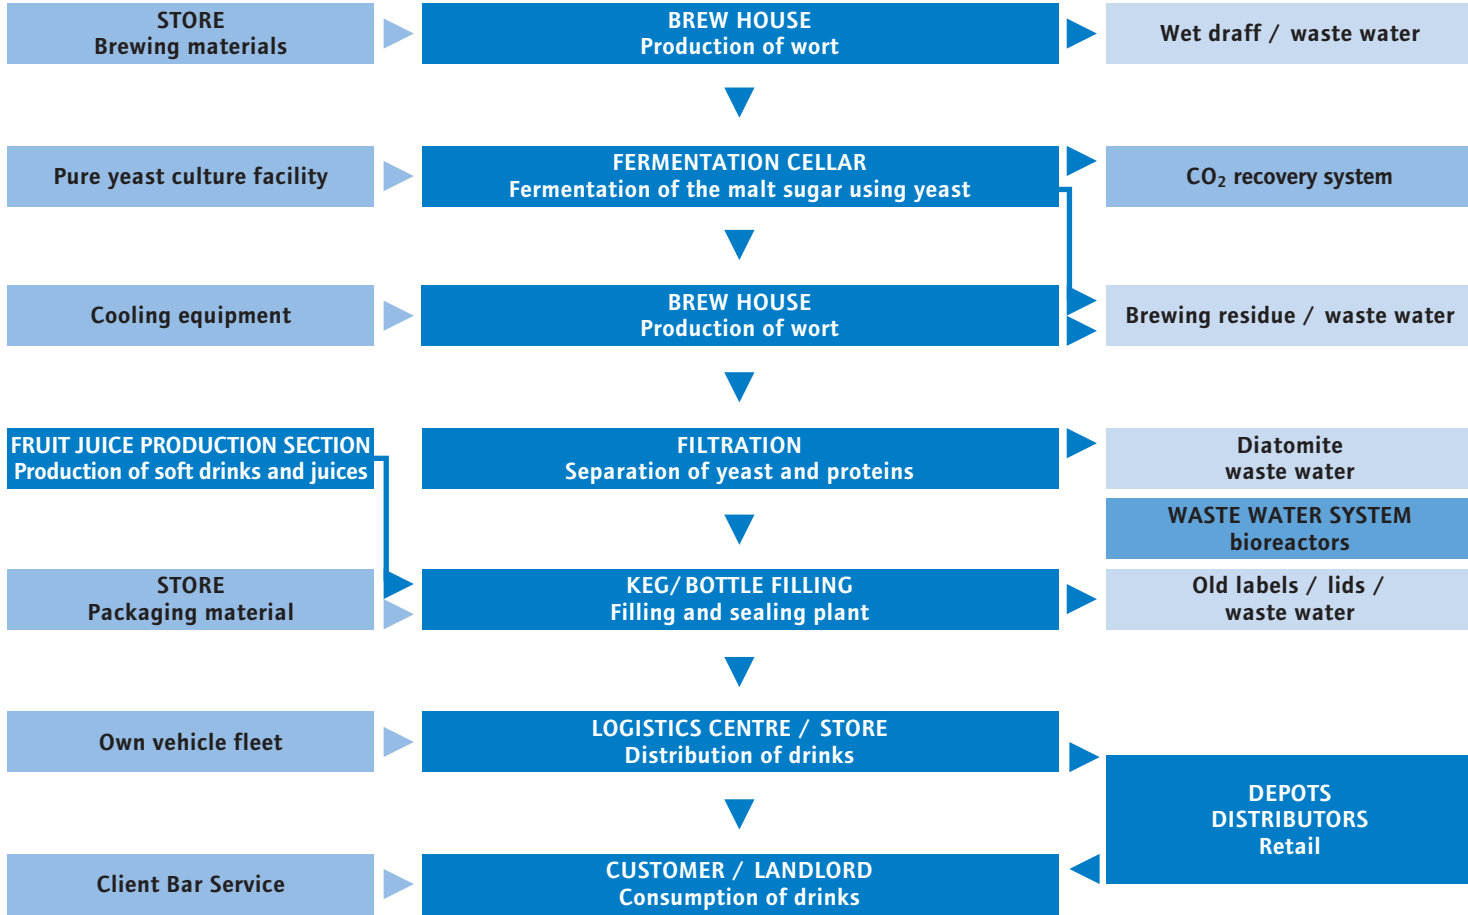 STORE
Brewing materials
BREW HOUSE
Production of wort
Wet draff / waste water
Pure yeast culture facility
FERMENTATION CELLAR
Fermentation of the malt sugar using yeast
CO₂ recovery system
Cooling equipment
BREW HOUSE
Production of wort
Brewing residue / waste water
FRUIT JUICE PRODUCTION SECTION
Production of soft drinks and juices
FILTRATION
Separation of yeast and proteins
Diatomite
waste water
WASTE WATER SYSTEM
bioreactors
STORE
Packaging material
KEG/BOTTLE FILLING
Filling and sealing plant
Old labels / lids /
waste water
Own vehicle fleet
LOGISTICS CENTRE / STORE
Distribution of drinks
DEPOTS
DISTRIBUTORS
Retail
Client Bar Service
CUSTOMER / LANDLORD
Consumption of drinks